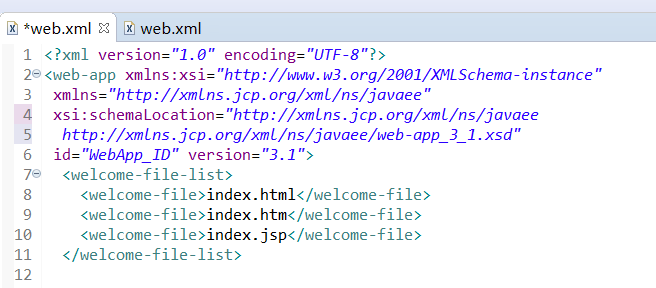 *web.xml web.xml
1 <?xml version="1.0" encoding="UTF-8"?>
2 <web-app xmlns:xsi="http://www.w3.org/2001/XMLSchema-instance"
3 xmlns="http://xmlns.jcp.org/xml/ns/javaee"
4 xsi:schemaLocation="http://xmlns.jcp.org/xml/ns/javaee
5 http://xmlns.jcp.org/xml/ns/javaee/web-app_3_1.xsd"
6 id="WebApp_ID" version="3.1">
7 <welcome-file-list>
8 <welcome-file>index.html</welcome-file>
9 <welcome-file>index.htm</welcome-file>
10 <welcome-file>index.jsp</welcome-file>
11 </welcome-file-list>
12